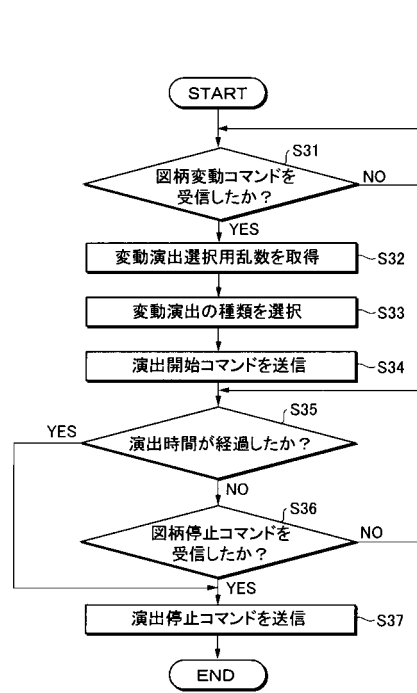 START
S31
図柄変動コマンドを
受信したか？
NO
YES
変動演出選択用乱数を取得
S32
変動演出の種類を選択
S33
演出開始コマンドを送信
S34
S35
YES
演出時間が経過したか？
NO
S36
図柄停止コマンドを
受信したか？
NO
YES
演出停止コマンドを送信
S37
END